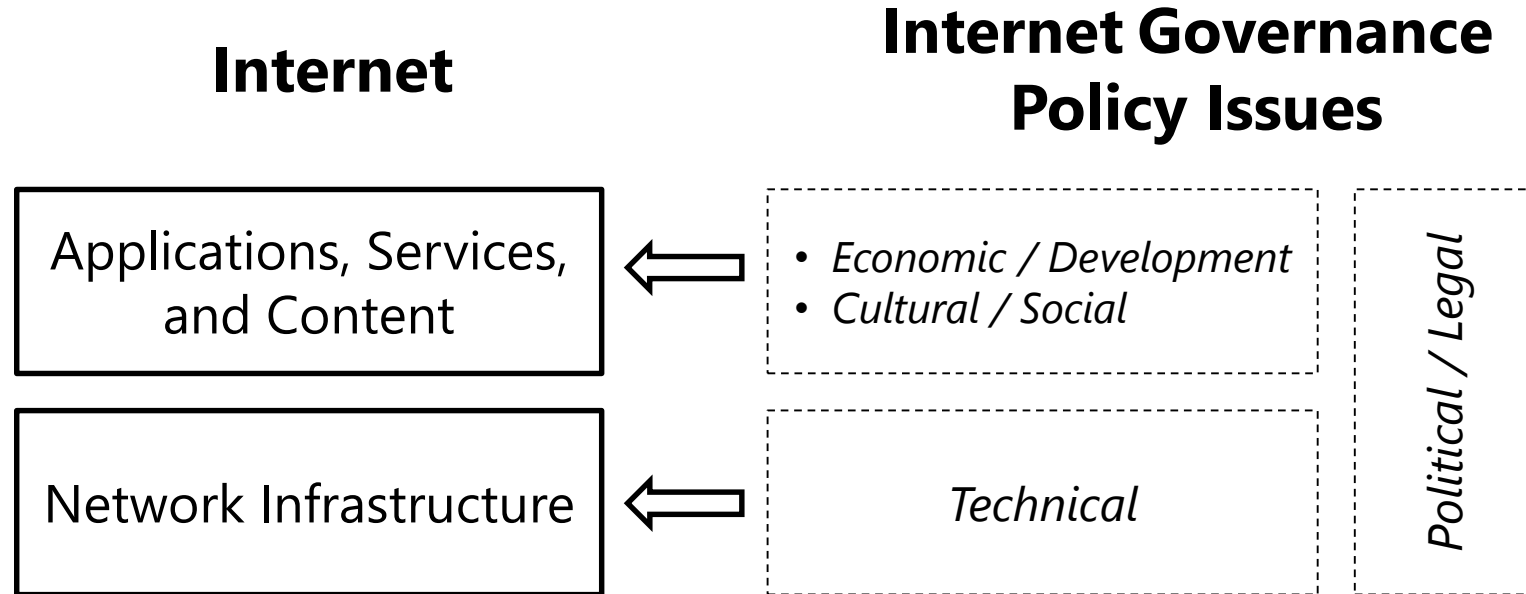 Internet
Internet Governance
Policy Issues
Applications, Services,
and Content
• Economic / Development
• Cultural / Social
Political / Legal
Network Infrastructure
Technical